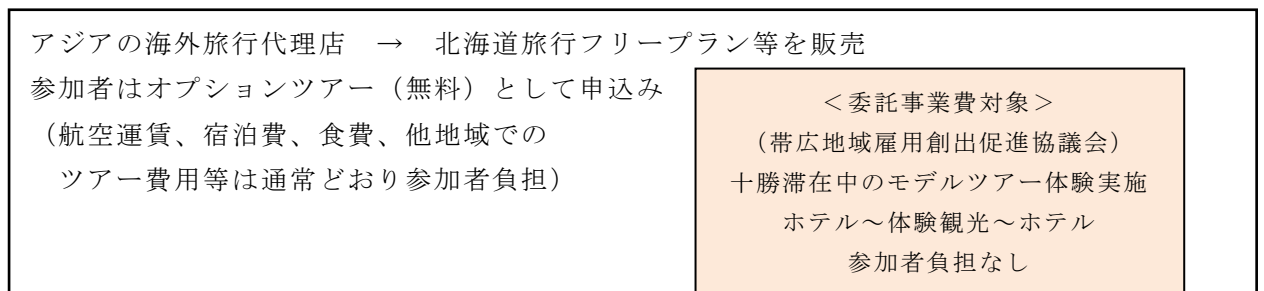 アジアの海外旅行代理店　→　北海道旅行フリープラン等を販売
参加者はオプションツアー（無料）として申込み
（航空運賃、宿泊費、食費、他地域での
ツアー費用等は通常どおり参加者負担）
＜委託事業費対象＞
（帯広地域雇用創出促進協議会）
十勝滞在中のモデルツアー体験実施
ホテル～体験観光～ホテル
参加者負担なし